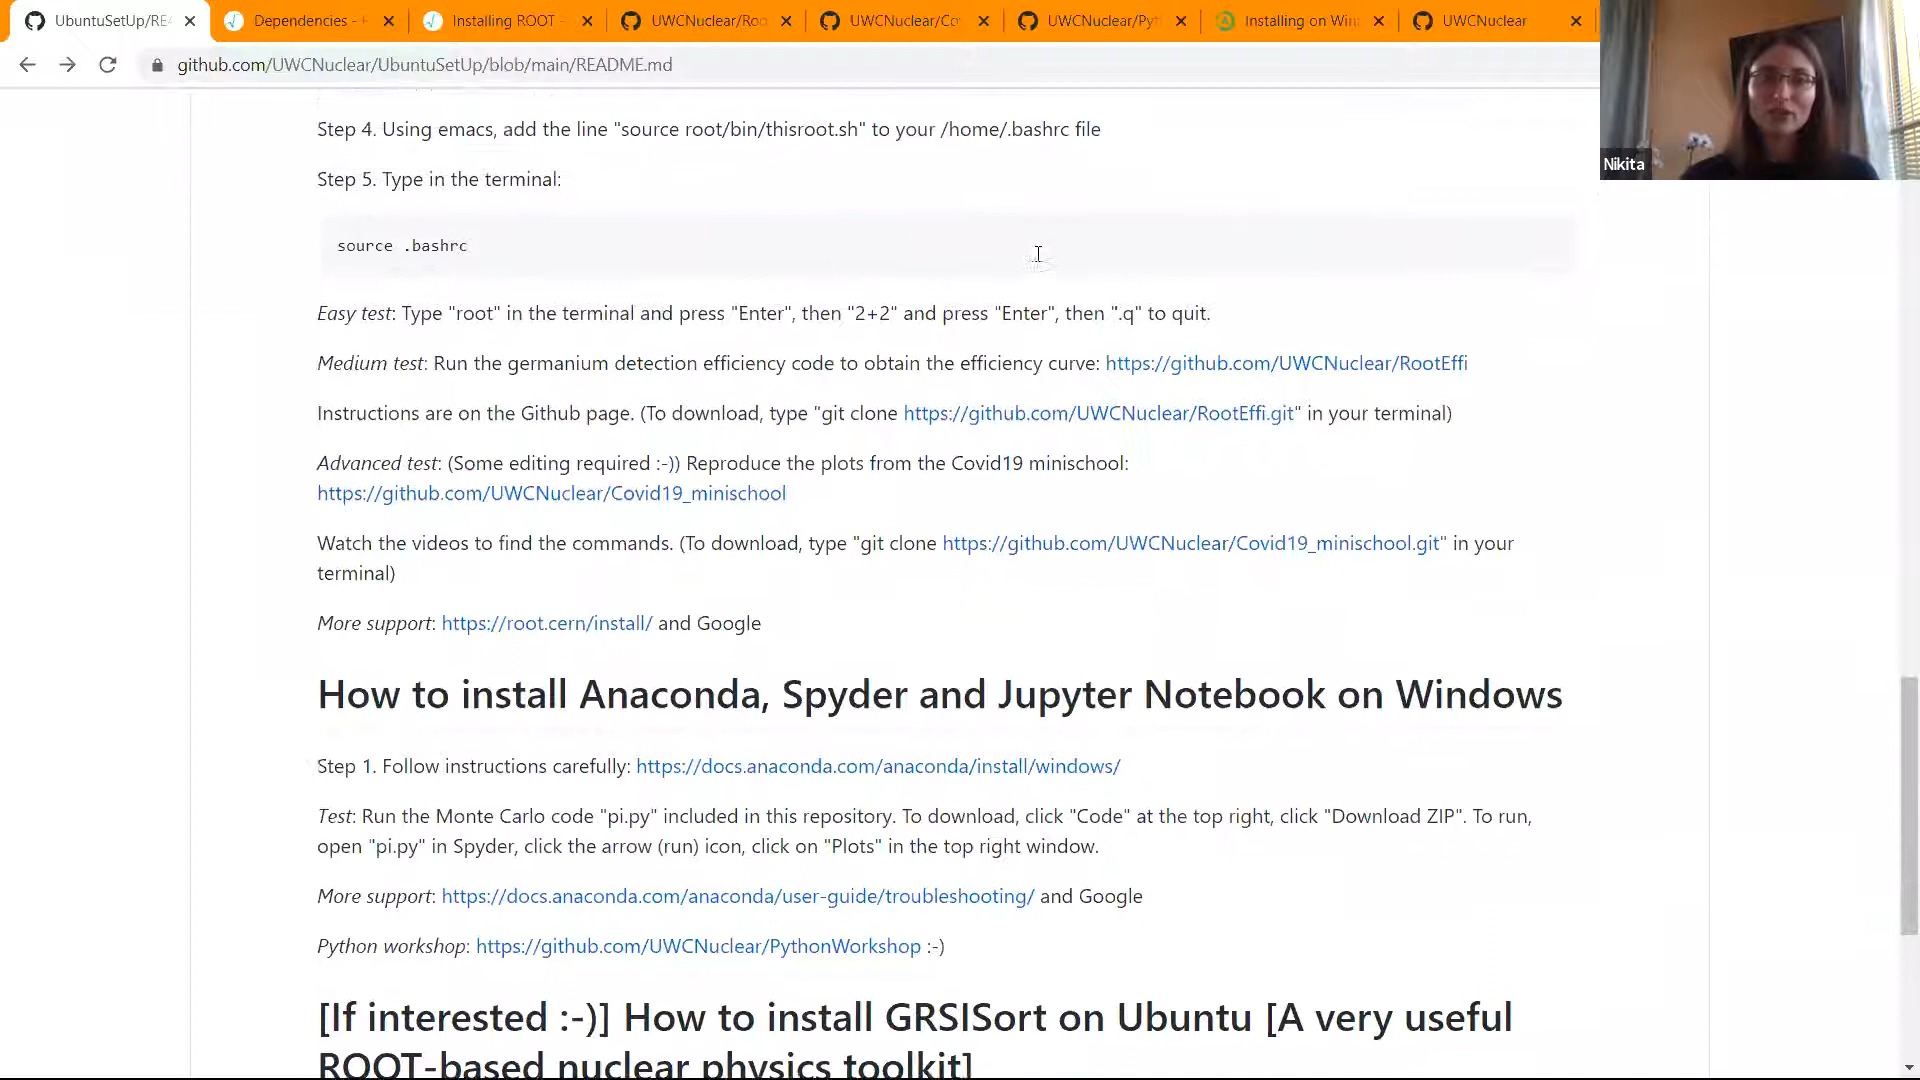 UbuntuSetUp/REA
Dependencies -
Installing ROOT -
UWCNuclear/Roo
UWCNuclear/Cov
UWCNuclear/Pyt
Installing on Win
UWCNuclear
github.com/UWCNuclear/UbuntuSetUp/blob/main/README.md
Nikita
Step 4. Using emacs, add the line "source root/bin/thisroot.sh" to your /home/.bashrc file
Step 5. Type in the terminal:
source .bashrc
Easy test: Type "root" in the terminal and press "Enter", then "2+2" and press "Enter", then ".q" to quit.
Medium test: Run the germanium detection efficiency code to obtain the efficiency curve: https://github.com/UWCNuclear/RootEffi
Instructions are on the Github page. (To download, type "git clone https://github.com/UWCNuclear/RootEffi.git" in your terminal)
Advanced test: (Some editing required :-)) Reproduce the plots from the Covid19 minischool:
https://github.com/UWCNuclear/Covid19_minischool
Watch the videos to find the commands. (To download, type "git clone https://github.com/UWCNuclear/Covid19_minischool.git" in your
terminal)
More support: https://root.cern/install/ and Google
How to install Anaconda, Spyder and Jupyter Notebook on Windows
Step 1. Follow instructions carefully: https://docs.anaconda.com/anaconda/install/windows/
Test: Run the Monte Carlo code "pi.py" included in this repository. To download, click "Code" at the top right, click "Download ZIP". To run,
open "pi.py" in Spyder, click the arrow (run) icon, click on "Plots" in the top right window.
More support: https://docs.anaconda.com/anaconda/user-guide/troubleshooting/ and Google
Python workshop: https://github.com/UWCNuclear/PythonWorkshop :-)
[If interested :-)] How to install GRSISort on Ubuntu [A very useful
ROOT-based nuclear physics toolkit]